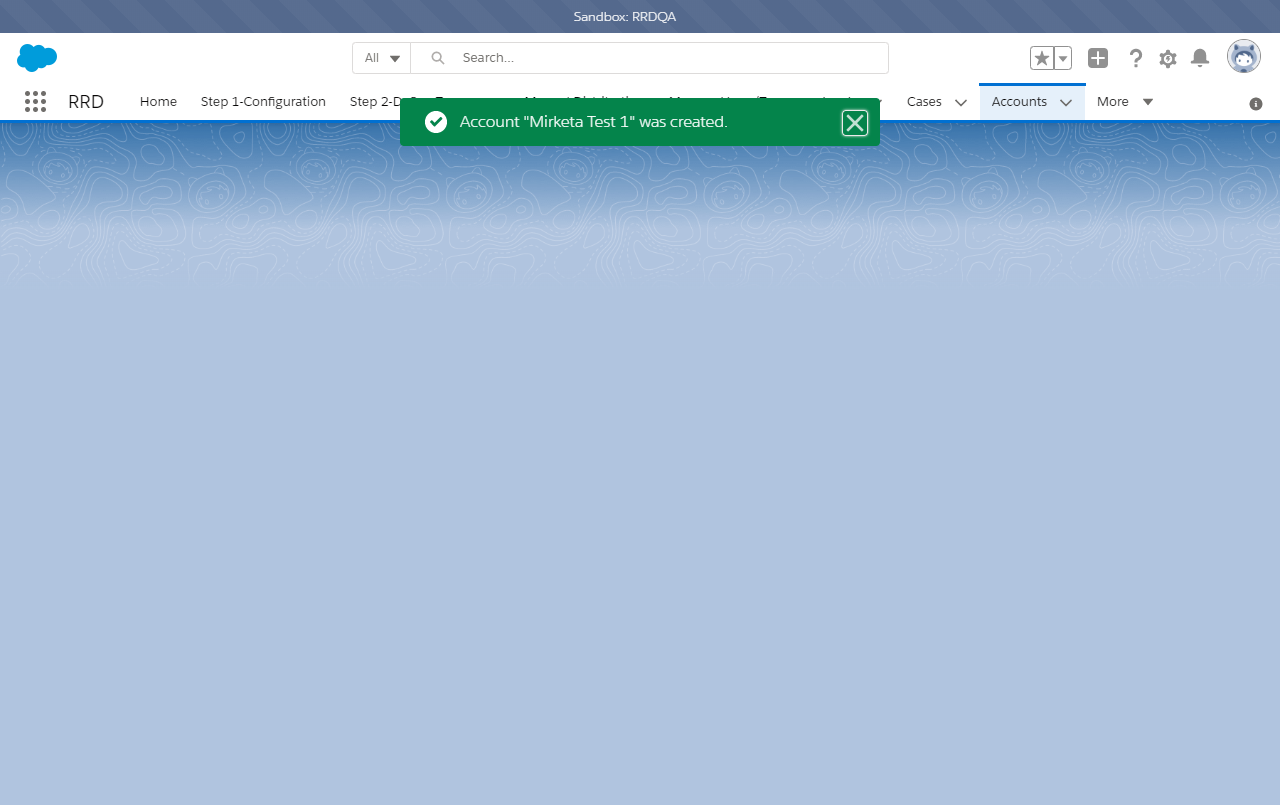 Sandbox: RRDQA
All
Search...
RRD
Home
Step 1-Configuration
Step 2-D
Cases
Accounts
More
Account "Mirketa Test 1" was created.